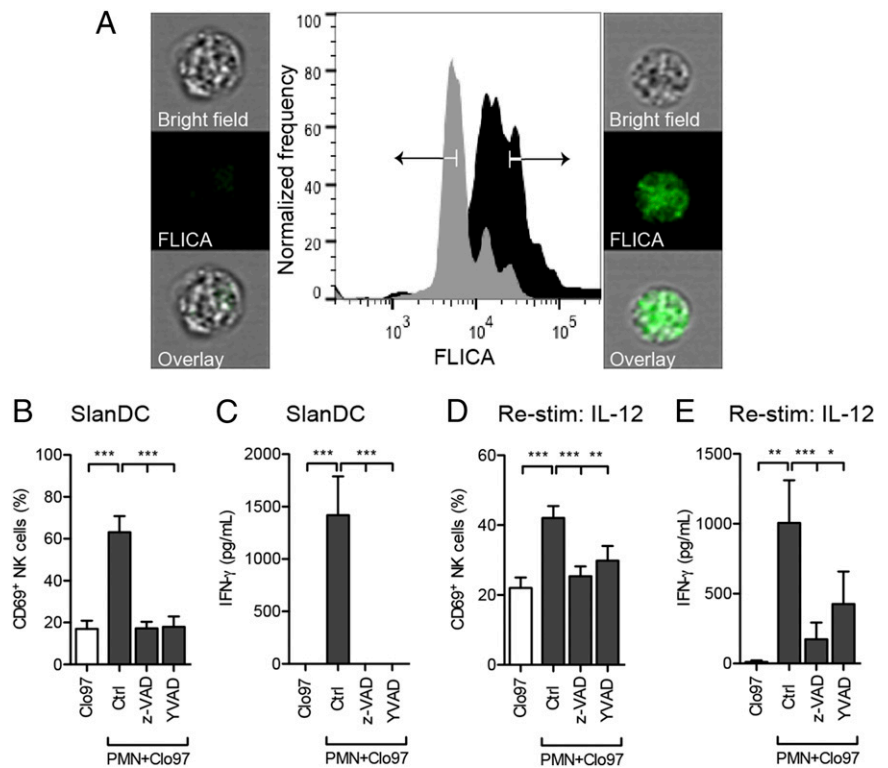 A
Bright field
FLICA
Overlay
Normalized frequency
100
80
60
40
20
0
10³ 10⁴ 10⁵
FLICA
Bright field
FLICA
Overlay
B SlanDC
CD69⁺ NK cells (%)
100
80
60
40
20
0
*** ***
Clo97 Ctrl z-VAD YVAD
PMN+Clo97
C SlanDC
IFN-γ (pg/mL)
2000
1500
1000
500
0
*** ***
Clo97 Ctrl z-VAD YVAD
PMN+Clo97
D Re-stim: IL-12
CD69⁺ NK cells (%)
60
40
20
0
*** *** **
Clo97 Ctrl z-VAD YVAD
PMN+Clo97
E Re-stim: IL-12
IFN-γ (pg/mL)
1500
1000
500
0
** *** *
Clo97 Ctrl z-VAD YVAD
PMN+Clo97